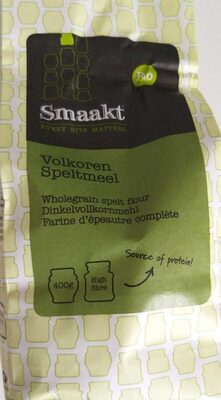 BIO
Smaakt
EVERY BITE MATTERS
Volkoren
Speltmeel
Wholegrain spelt flour
Dinkelvollkornmehl
Farine d'épeautre complète
Source of protein!
400g
High
fibre